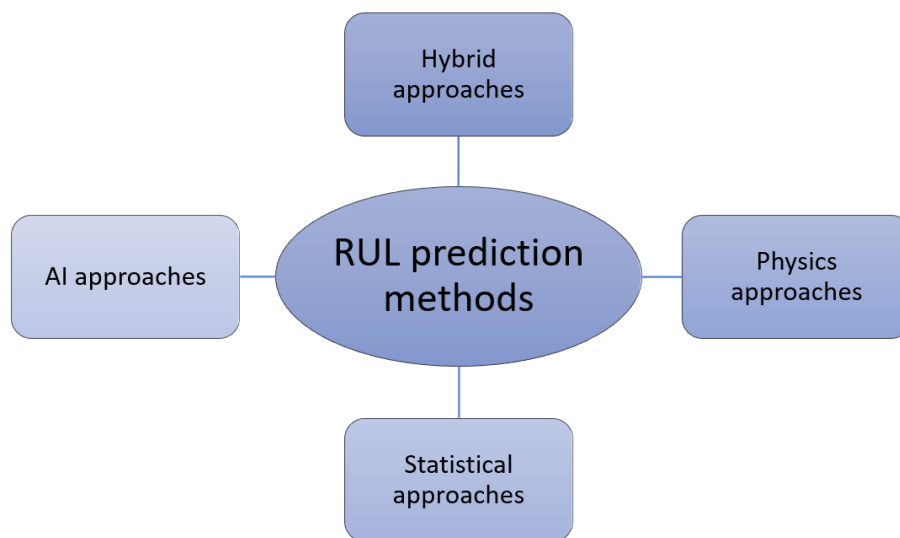 Hybrid
approaches
RUL prediction
methods
AI approaches
Physics
approaches
Statistical
approaches